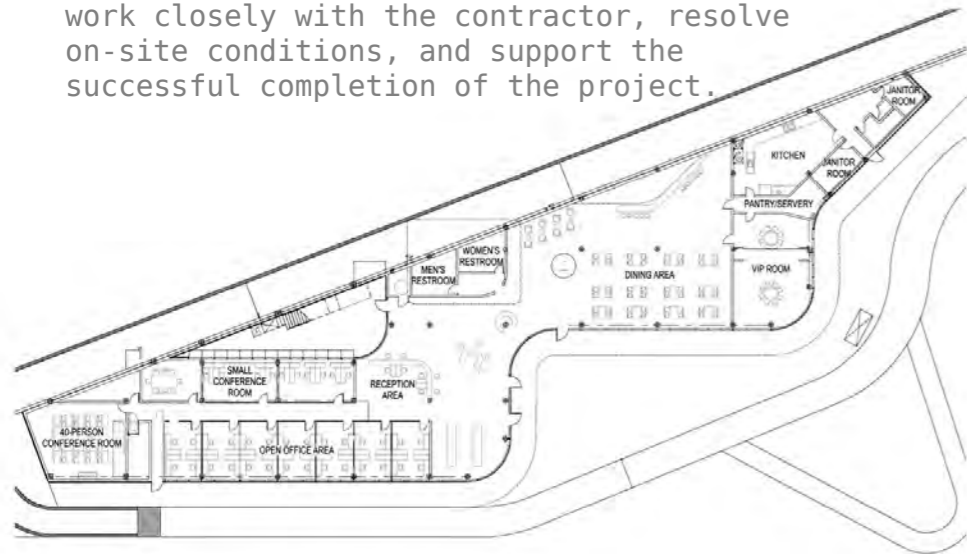 work closely with the contractor, resolve
on-site conditions, and support the
successful completion of the project.
JANITOR
ROOM
KITCHEN
JANITOR
ROOM
PANTRY/SERVERY
WOMEN'S
RESTROOM
MEN'S
RESTROOM
DINING AREA
VIP ROOM
SMALL
CONFERENCE
ROOM
RECEPTION
AREA
40-PERSON
CONFERENCE ROOM
OPEN OFFICE AREA